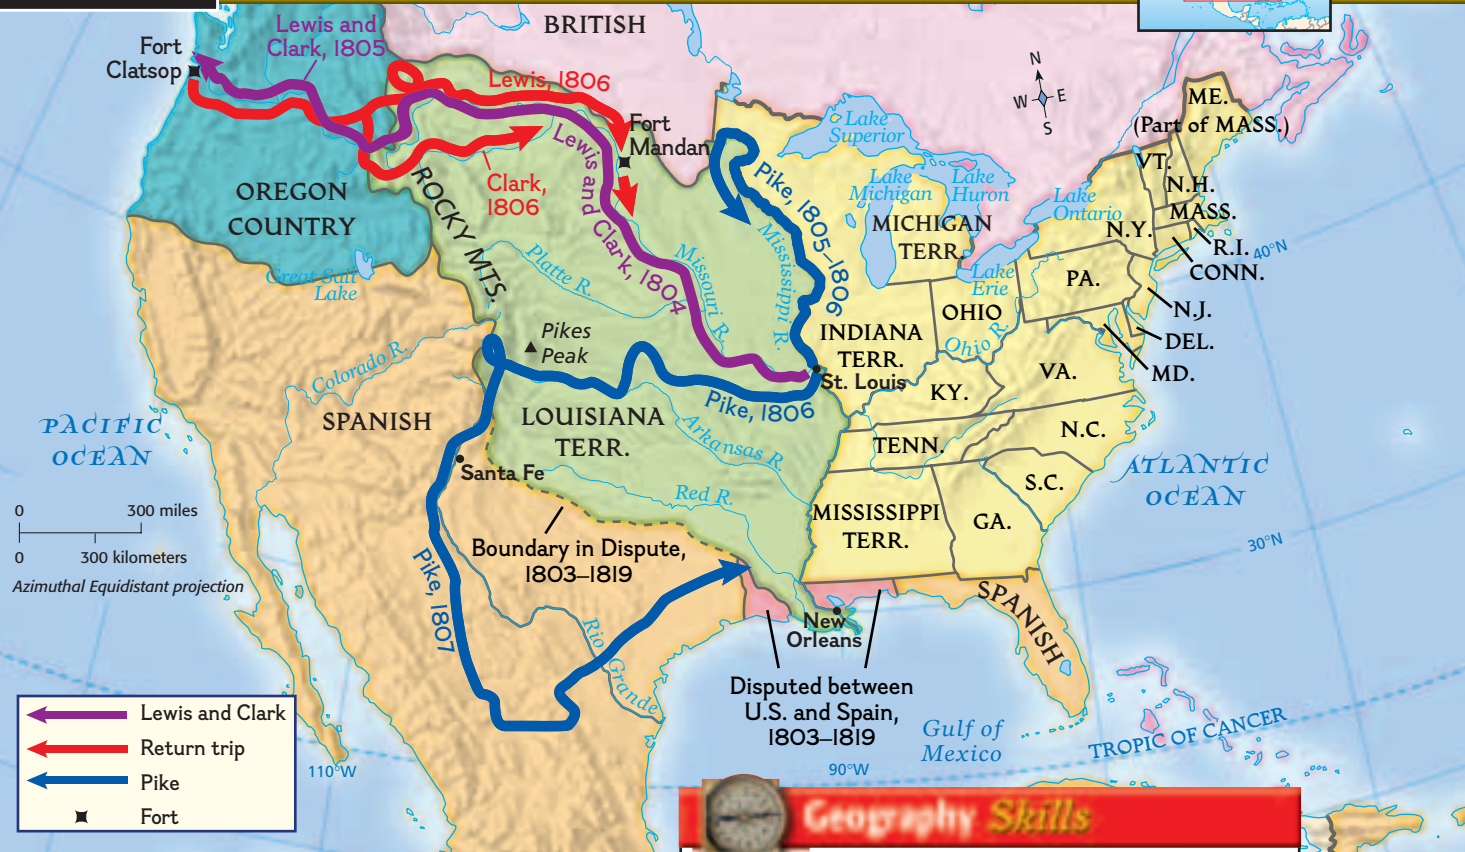 Lewis and
Clark, 1805
BRITISH
Fort
Clatsop
Lewis, 1806
Fort
Mandan
N
W
E
S
ME.
(Part of MASS.)
Lake
Superior
VT.
N.H.
MASS.
Lake
Michigan
Lake
Huron
Lake
Ontario
MICHIGAN
TERR.
N.Y.
R.I.
CONN.
40°N
OREGON
COUNTRY
ROCKY MTS.
Clark,
1806
Lewis and Clark, 1804
Pike, 1805–1806
Great Salt
Lake
Platte R.
Missouri R.
Mississippi R.
Lake
Erie
PA.
N.J.
OHIO
DEL.
MD.
Pikes
Peak
INDIANA
TERR.
Ohio R.
VA.
St. Louis
KY.
Colorado R.
SPANISH
LOUISIANA
TERR.
Pike, 1806
Arkansas R.
TENN.
N.C.
PACIFIC
OCEAN
ATLANTIC
OCEAN
Santa Fe
Red R.
S.C.
MISSISSIPPI
TERR.
GA.
0
300 miles
0
300 kilometers
Azimuthal Equidistant projection
30°N
Boundary in Dispute,
1803–1819
Pike, 1807
SPANISH
New
Orleans
Rio Grande
Disputed between
U.S. and Spain,
1803–1819
Gulf of
Mexico
TROPIC OF CANCER
Lewis and Clark
Return trip
Pike
Fort
110°W
90°W
Geography Skills